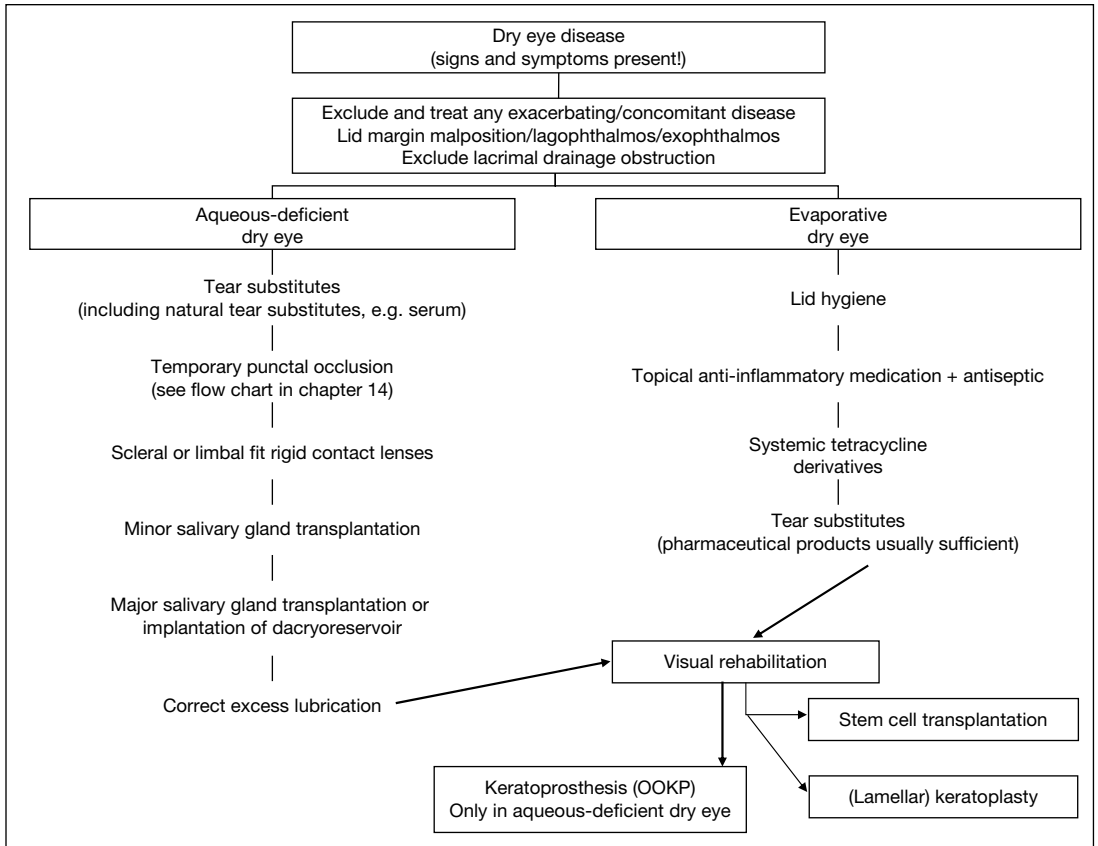 Dry eye disease
(signs and symptoms present!)
Exclude and treat any exacerbating/concomitant disease
Lid margin malposition/lagophthalmos/exophthalmos
Exclude lacrimal drainage obstruction
Aqueous-deficient
dry eye
Tear substitutes
(including natural tear substitutes, e.g. serum)
Temporary punctal occlusion
(see flow chart in chapter 14)
Scleral or limbal fit rigid contact lenses
Minor salivary gland transplantation
Major salivary gland transplantation or
implantation of dacryoreservoir
Correct excess lubrication
Evaporative
dry eye
Lid hygiene
Topical anti-inflammatory medication + antiseptic
Systemic tetracycline
derivatives
Tear substitutes
(pharmaceutical products usually sufficient)
Visual rehabilitation
Stem cell transplantation
Keratoprosthesis (OOKP)
Only in aqueous-deficient dry eye
(Lamellar) keratoplasty